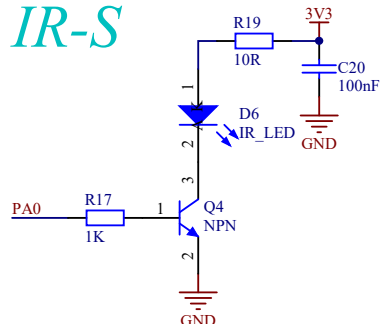 IR-S
R19
3V3
10R
C20
100nF
1
D6
IR_LED
2
GND
3
R17
Q4
PA0
1
NPN
1K
2
GND